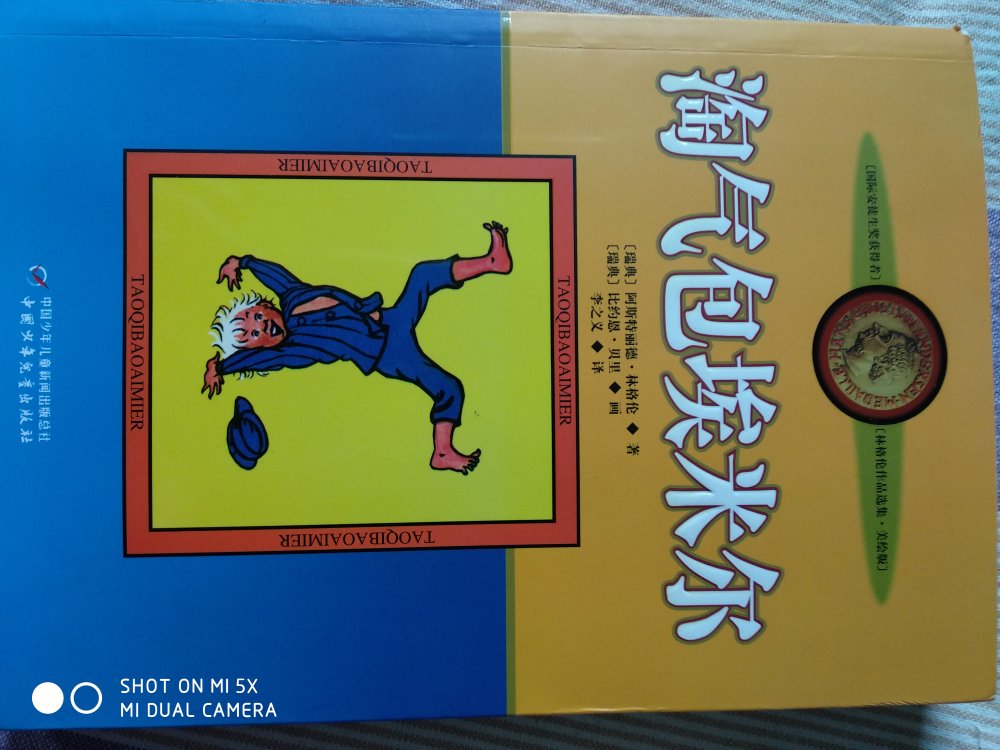 〔国际安徒生奖获得者〕
〔林格伦作品选集·美绘版〕
淘气包埃米尔
〔瑞典〕阿斯特丽德·林格伦◆著
〔瑞典〕比约恩·贝里◆画
李之义◆译
TAOQIBAOAIMIER
TAOQIBAOAIMIER
TAOQIBAOAIMIER
TAOQIBAOAIMIER
中国少年儿童新闻出版总社
中国少年儿童出版社
SHOT ON MI 5X
MI DUAL CAMERA